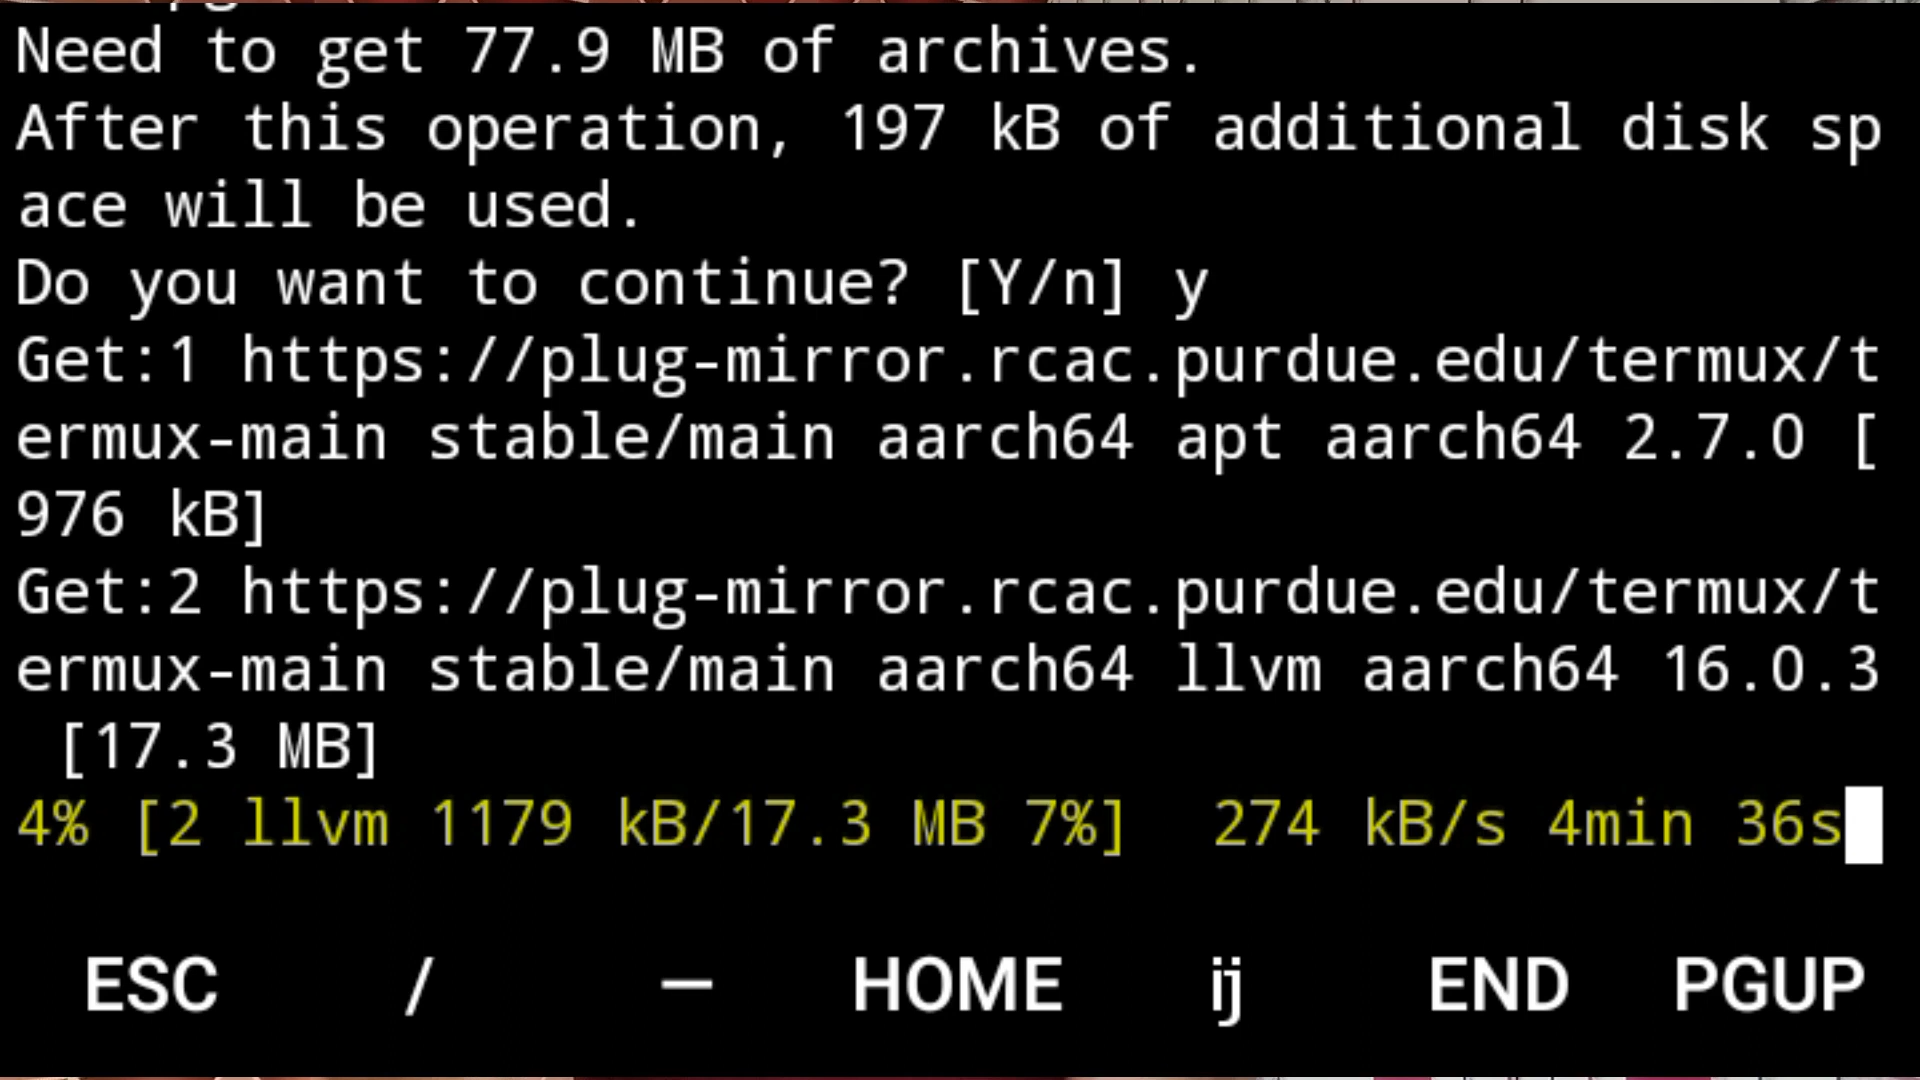 Need to get 77.9 MB of archives.
After this operation, 197 kB of additional disk sp
ace will be used.
Do you want to continue? [Y/n] y
Get:1 https://plug-mirror.rcac.purdue.edu/termux/t
ermux-main stable/main aarch64 apt aarch64 2.7.0 [
976 kB]
Get:2 https://plug-mirror.rcac.purdue.edu/termux/t
ermux-main stable/main aarch64 llvm aarch64 16.0.3
 [17.3 MB]
4% [2 llvm 1179 kB/17.3 MB 7%]  274 kB/s 4min 36s
ESC / — HOME ij END PGUP